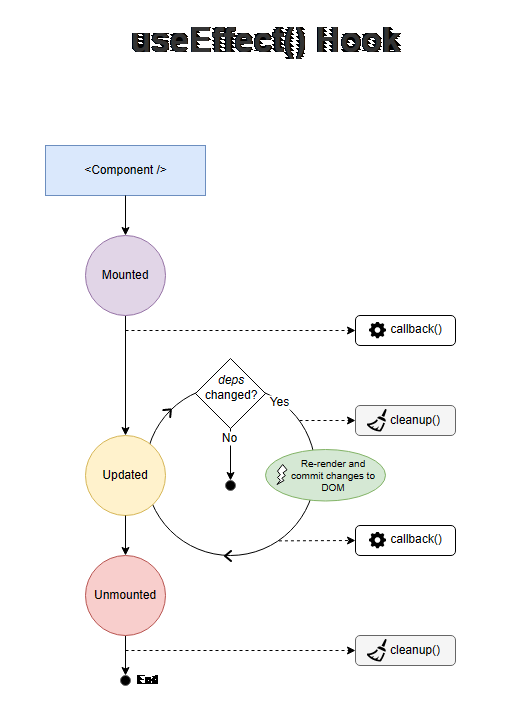 useEffect() Hook
<Component />
Mounted
callback()
deps
changed?
Yes
cleanup()
No
Updated
Re-render and
commit changes to
DOM
callback()
Unmounted
cleanup()
End